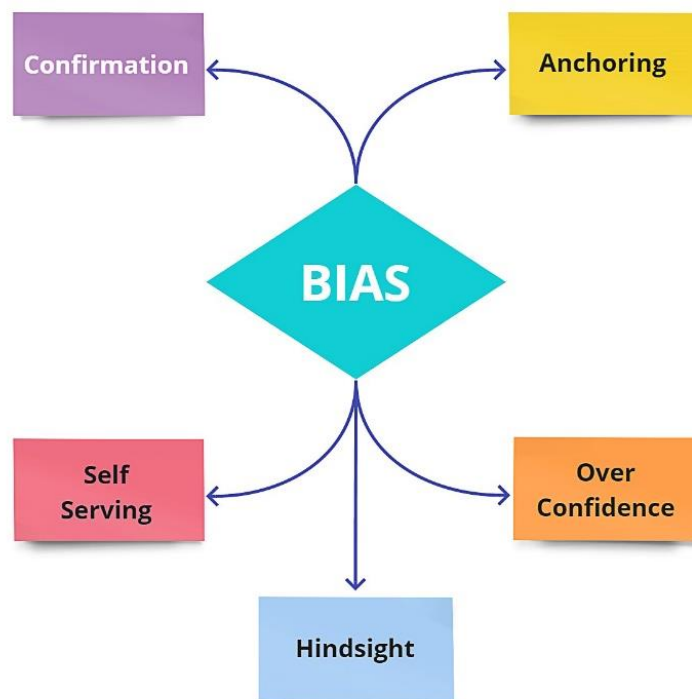 Confirmation
Anchoring
BIAS
Self
Serving
Over
Confidence
Hindsight